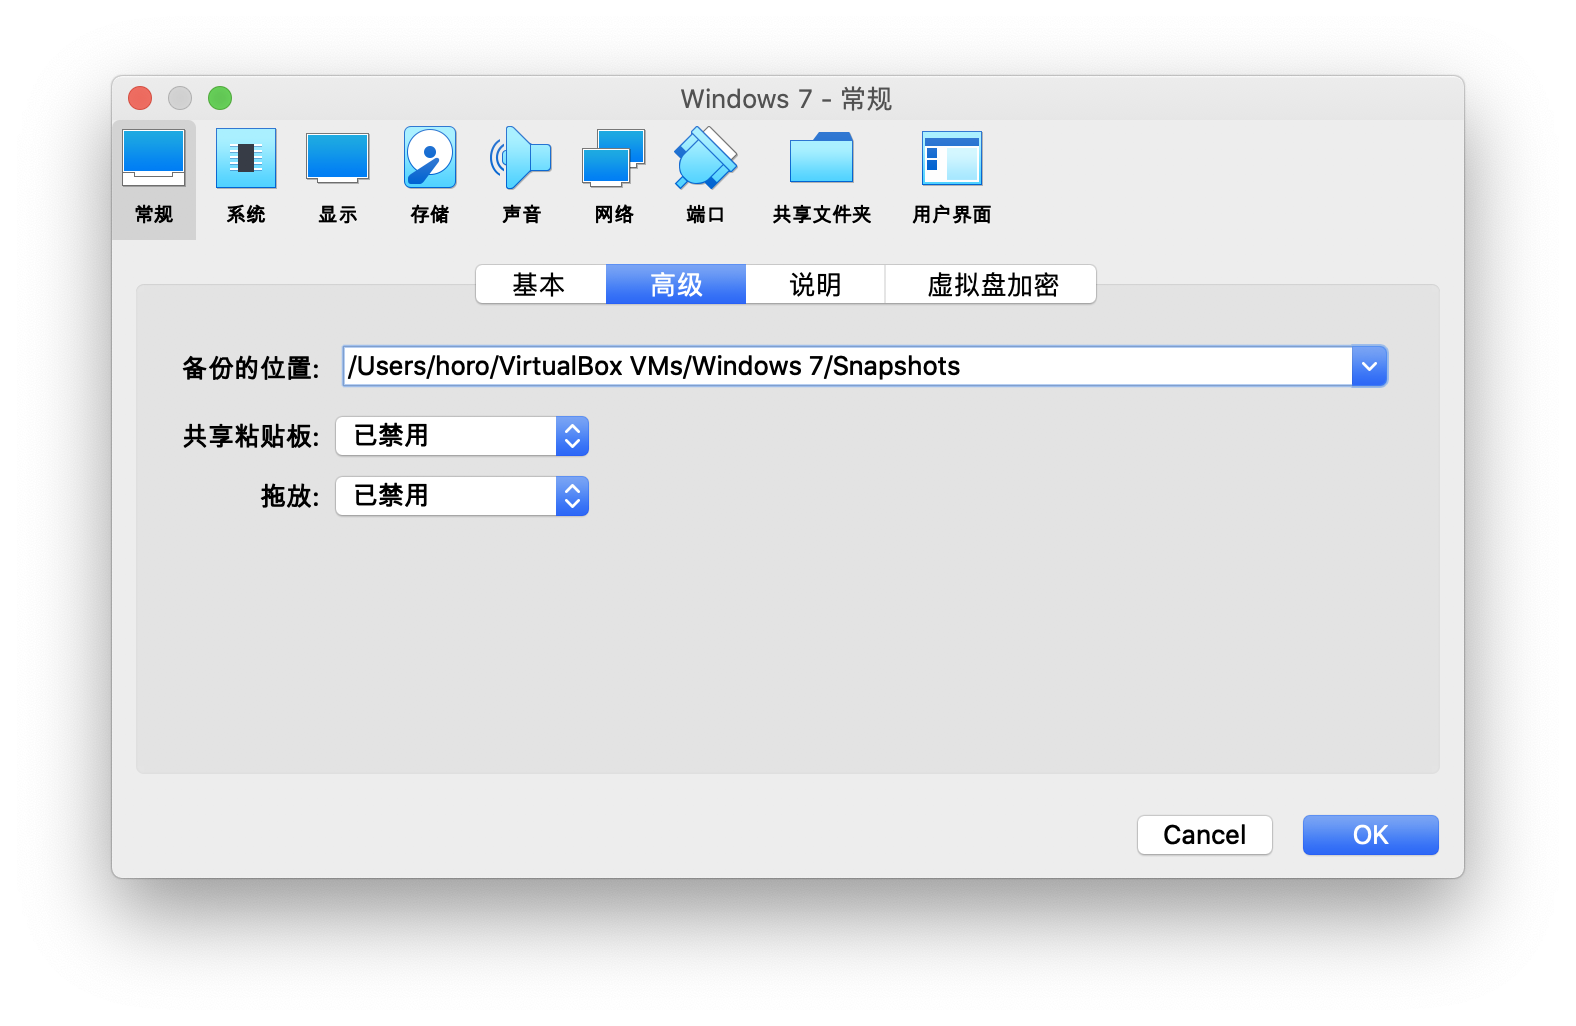 Windows 7 - 常规
常规 系统 显示 存储 声音 网络 端口 共享文件夹 用户界面
基本 高级 说明 虚拟盘加密
备份的位置: /Users/horo/VirtualBox VMs/Windows 7/Snapshots
共享粘贴板: 已禁用
拖放: 已禁用
Cancel OK